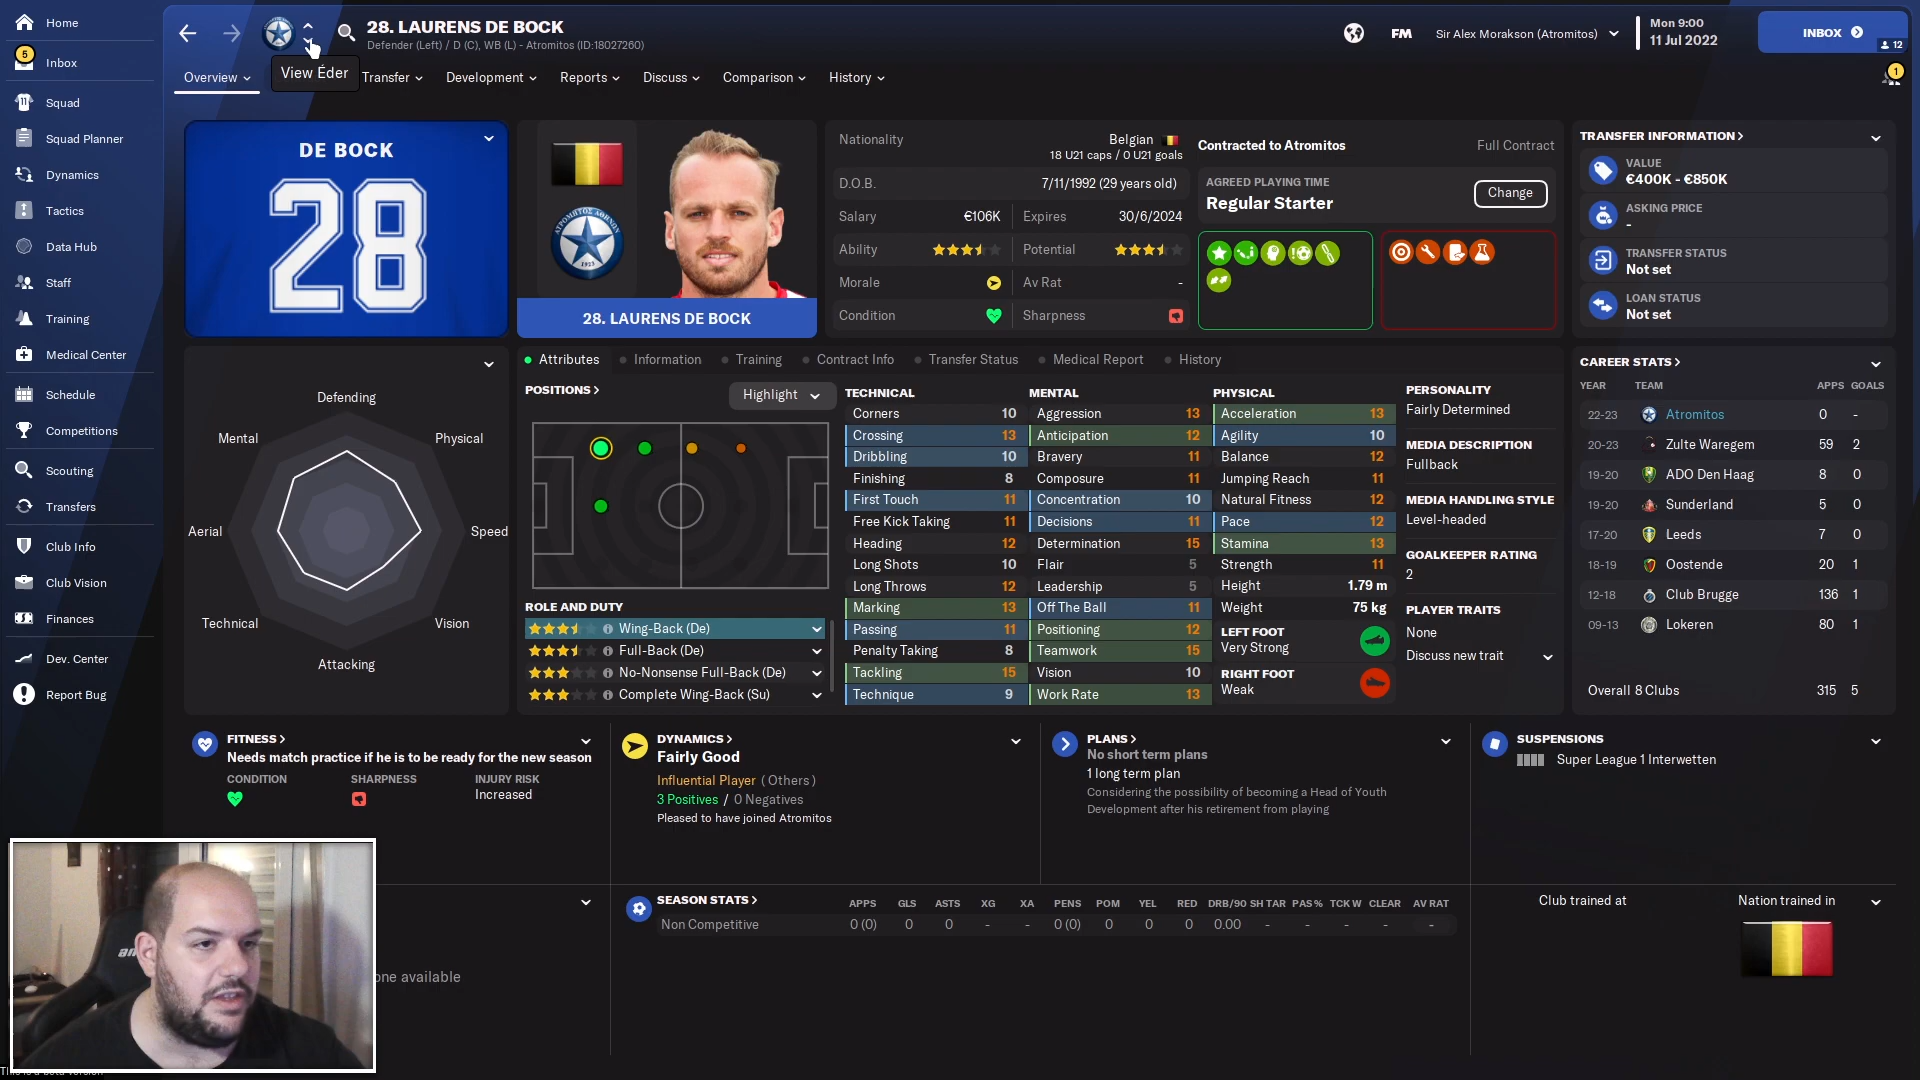 Home
Inbox
5
Squad
Squad Planner
Dynamics
Tactics
Data Hub
Staff
Training
Medical Center
Schedule
Competitions
Scouting
Transfers
Club Info
Club Vision
Finances
Dev. Center
Report Bug
28. LAURENS DE BOCK
Defender (Left) / D (C), WB (L) - Atromitos (ID:18027260)
FM
Sir Alex Morakson (Atromitos)
Mon 9:00
11 Jul 2022
INBOX
12
1
View Éder
Overview
Transfer
Development
Reports
Discuss
Comparison
History
DE BOCK
28
28. LAURENS DE BOCK
Nationality Belgian
18 U21 caps / 0 U21 goals
D.O.B. 7/11/1992 (29 years old)
Salary €106K Expires 30/6/2024
Ability Potential
Morale Av Rat -
Condition Sharpness
Contracted to Atromitos Full Contract
AGREED PLAYING TIME
Regular Starter
Change
TRANSFER INFORMATION
VALUE
€400K - €850K
ASKING PRICE
-
TRANSFER STATUS
Not set
LOAN STATUS
Not set
Defending
Physical
Speed
Vision
Attacking
Technical
Aerial
Mental
Attributes Information Training Contract Info Transfer Status Medical Report History
POSITIONS Highlight
ROLE AND DUTY
Wing-Back (De)
Full-Back (De)
No-Nonsense Full-Back (De)
Complete Wing-Back (Su)
TECHNICAL
Corners 10
Crossing 13
Dribbling 10
Finishing 8
First Touch 11
Free Kick Taking 11
Heading 12
Long Shots 10
Long Throws 12
Marking 13
Passing 11
Penalty Taking 8
Tackling 15
Technique 9
MENTAL
Aggression 13
Anticipation 12
Bravery 11
Composure 11
Concentration 10
Decisions 11
Determination 15
Flair 5
Leadership 5
Off The Ball 11
Positioning 12
Teamwork 15
Vision 10
Work Rate 13
PHYSICAL
Acceleration 13
Agility 10
Balance 12
Jumping Reach 11
Natural Fitness 12
Pace 12
Stamina 13
Strength 11
Height 1.79 m
Weight 75 kg
LEFT FOOT
Very Strong
RIGHT FOOT
Weak
PERSONALITY
Fairly Determined
MEDIA DESCRIPTION
Fullback
MEDIA HANDLING STYLE
Level-headed
GOALKEEPER RATING
2
PLAYER TRAITS
None
Discuss new trait
CAREER STATS
YEAR TEAM APPS GOALS
22-23 Atromitos 0 -
20-23 Zulte Waregem 59 2
19-20 ADO Den Haag 8 0
19-20 Sunderland 5 0
17-20 Leeds 7 0
18-19 Oostende 20 1
12-18 Club Brugge 136 1
09-13 Lokeren 80 1
Overall 8 Clubs 315 5
FITNESS
Needs match practice if he is to be ready for the new season
CONDITION SHARPNESS INJURY RISK
Increased
DYNAMICS
Fairly Good
Influential Player (Others)
3 Positives / 0 Negatives
Pleased to have joined Atromitos
PLANS
No short term plans
1 long term plan
Considering the possibility of becoming a Head of Youth
Development after his retirement from playing
SUSPENSIONS
Super League 1 Interwetten
one available
SEASON STATS APPS GLS ASTS XG XA PENS POM YEL RED DRB/90 SH TAR PAS % TCK W CLEAR AV RAT
Non Competitive 0 (0) 0 0 - - 0 (0) 0 0 0 0.00 - - - - -
Club trained at
Nation trained in